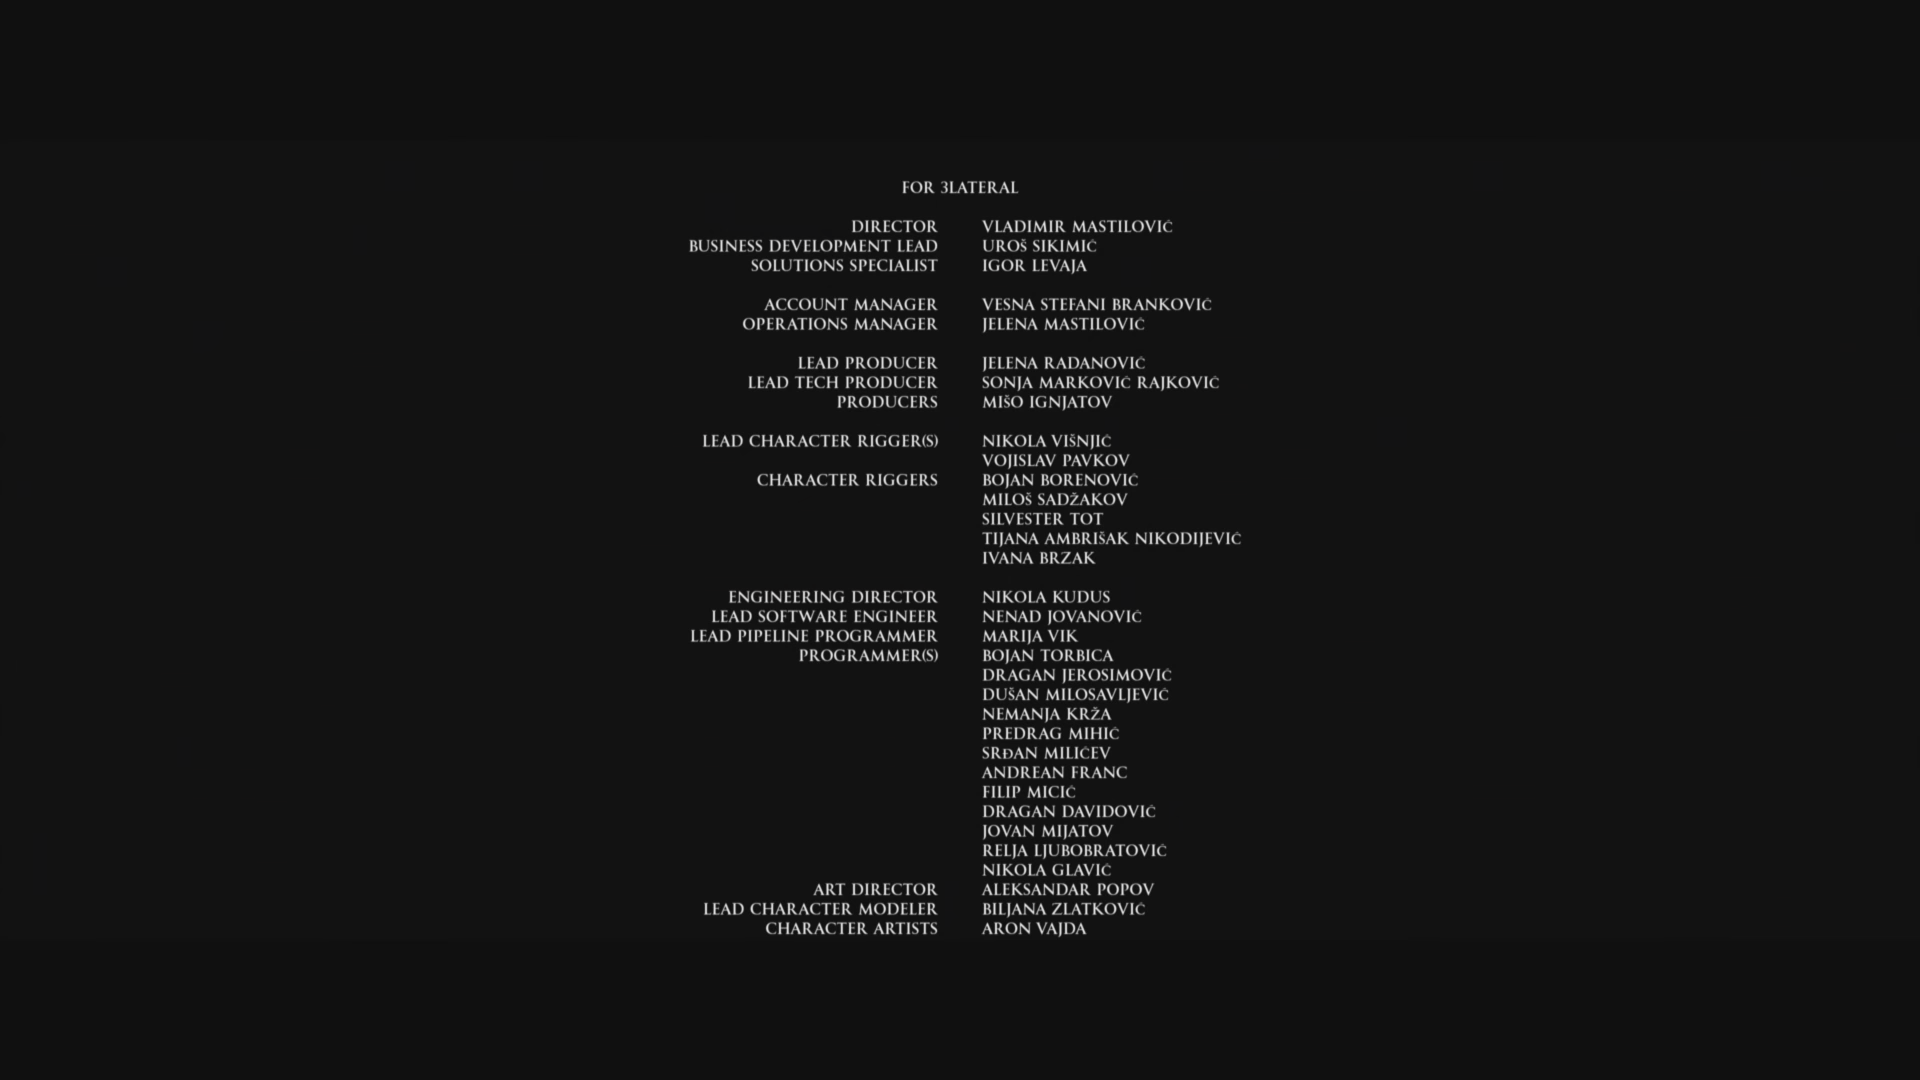 FOR 3LATERAL
DIRECTOR VLADIMIR MASTILOVIĆ
BUSINESS DEVELOPMENT LEAD UROŠ SIKIMIĆ
SOLUTIONS SPECIALIST IGOR LEVAJA
ACCOUNT MANAGER VESNA STEFANI BRANKOVIĆ
OPERATIONS MANAGER JELENA MASTILOVIĆ
LEAD PRODUCER JELENA RADANOVIĆ
LEAD TECH PRODUCER SONJA MARKOVIĆ RAJKOVIĆ
PRODUCERS MIŠO IGNJATOV
LEAD CHARACTER RIGGER(S) NIKOLA VIŠNJIĆ
VOJISLAV PAVKOV
CHARACTER RIGGERS BOJAN BORENOVIĆ
MILOŠ SADŽAKOV
SILVESTER TOT
TIJANA AMBRIŠAK NIKODIJEVIĆ
IVANA BRZAK
ENGINEERING DIRECTOR NIKOLA KUDUS
LEAD SOFTWARE ENGINEER NENAD JOVANOVIĆ
LEAD PIPELINE PROGRAMMER MARIJA VIK
PROGRAMMER(S) BOJAN TORBICA
DRAGAN JEROSIMOVIĆ
DUŠAN MILOSAVLJEVIĆ
NEMANJA KRŽA
PREDRAG MIHIĆ
SRĐAN MILIĆEV
ANDREAN FRANC
FILIP MICIĆ
DRAGAN DAVIDOVIĆ
JOVAN MIJATOV
RELJA LJUBOBRATOVIĆ
NIKOLA GLAVIĆ
ART DIRECTOR ALEKSANDAR POPOV
LEAD CHARACTER MODELER BILJANA ZLATKOVIĆ
CHARACTER ARTISTS ARON VAJDA